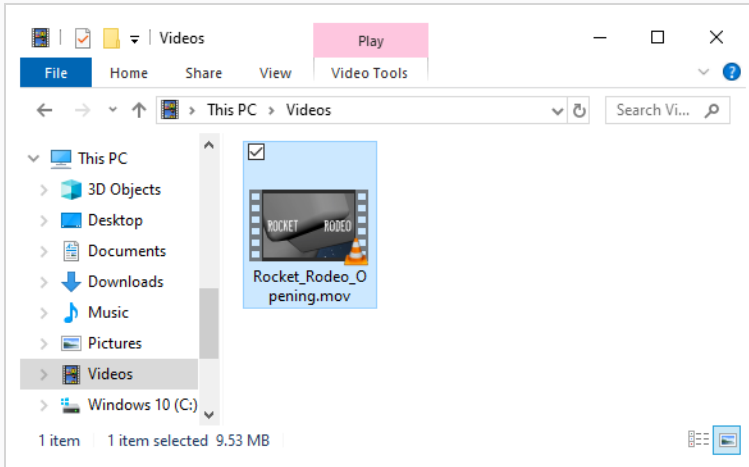 Videos
Play
File
Home
Share
View
Video Tools
This PC
Videos
Search Vi...
This PC
3D Objects
Desktop
Documents
Downloads
Music
Pictures
Videos
Windows 10 (C:)
ROCKET RODEO
Rocket_Rodeo_O
pening.mov
1 item
1 item selected 9.53 MB